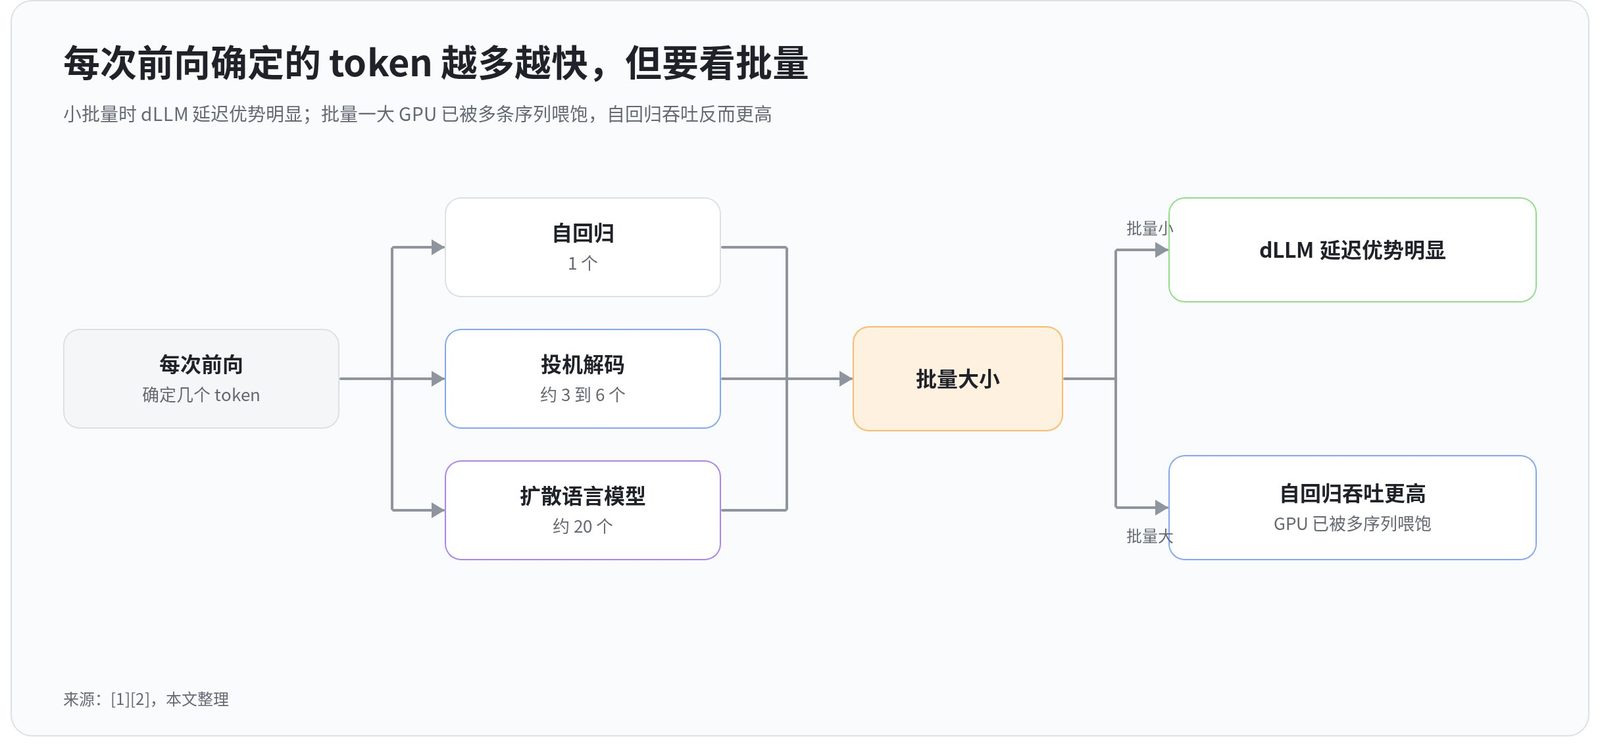 每次前向确定的 token 越多越快，但要看批量
小批量时 dLLM 延迟优势明显；批量一大 GPU 已被多条序列喂饱，自回归吞吐反而更高
每次前向
确定几个 token
自回归
1 个
投机解码
约 3 到 6 个
扩散语言模型
约 20 个
批量大小
批量小
dLLM 延迟优势明显
批量大
自回归吞吐更高
GPU 已被多序列喂饱
来源：[1][2]，本文整理